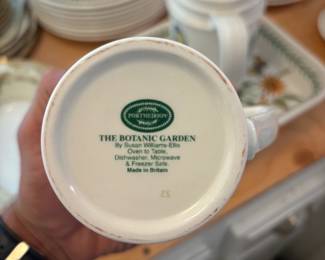 PORTMEIRION
THE BOTANIC GARDEN
By Susan Williams-Ellis
Oven to Table,
Dishwasher, Microwave
& Freezer Safe.
Made in Britain